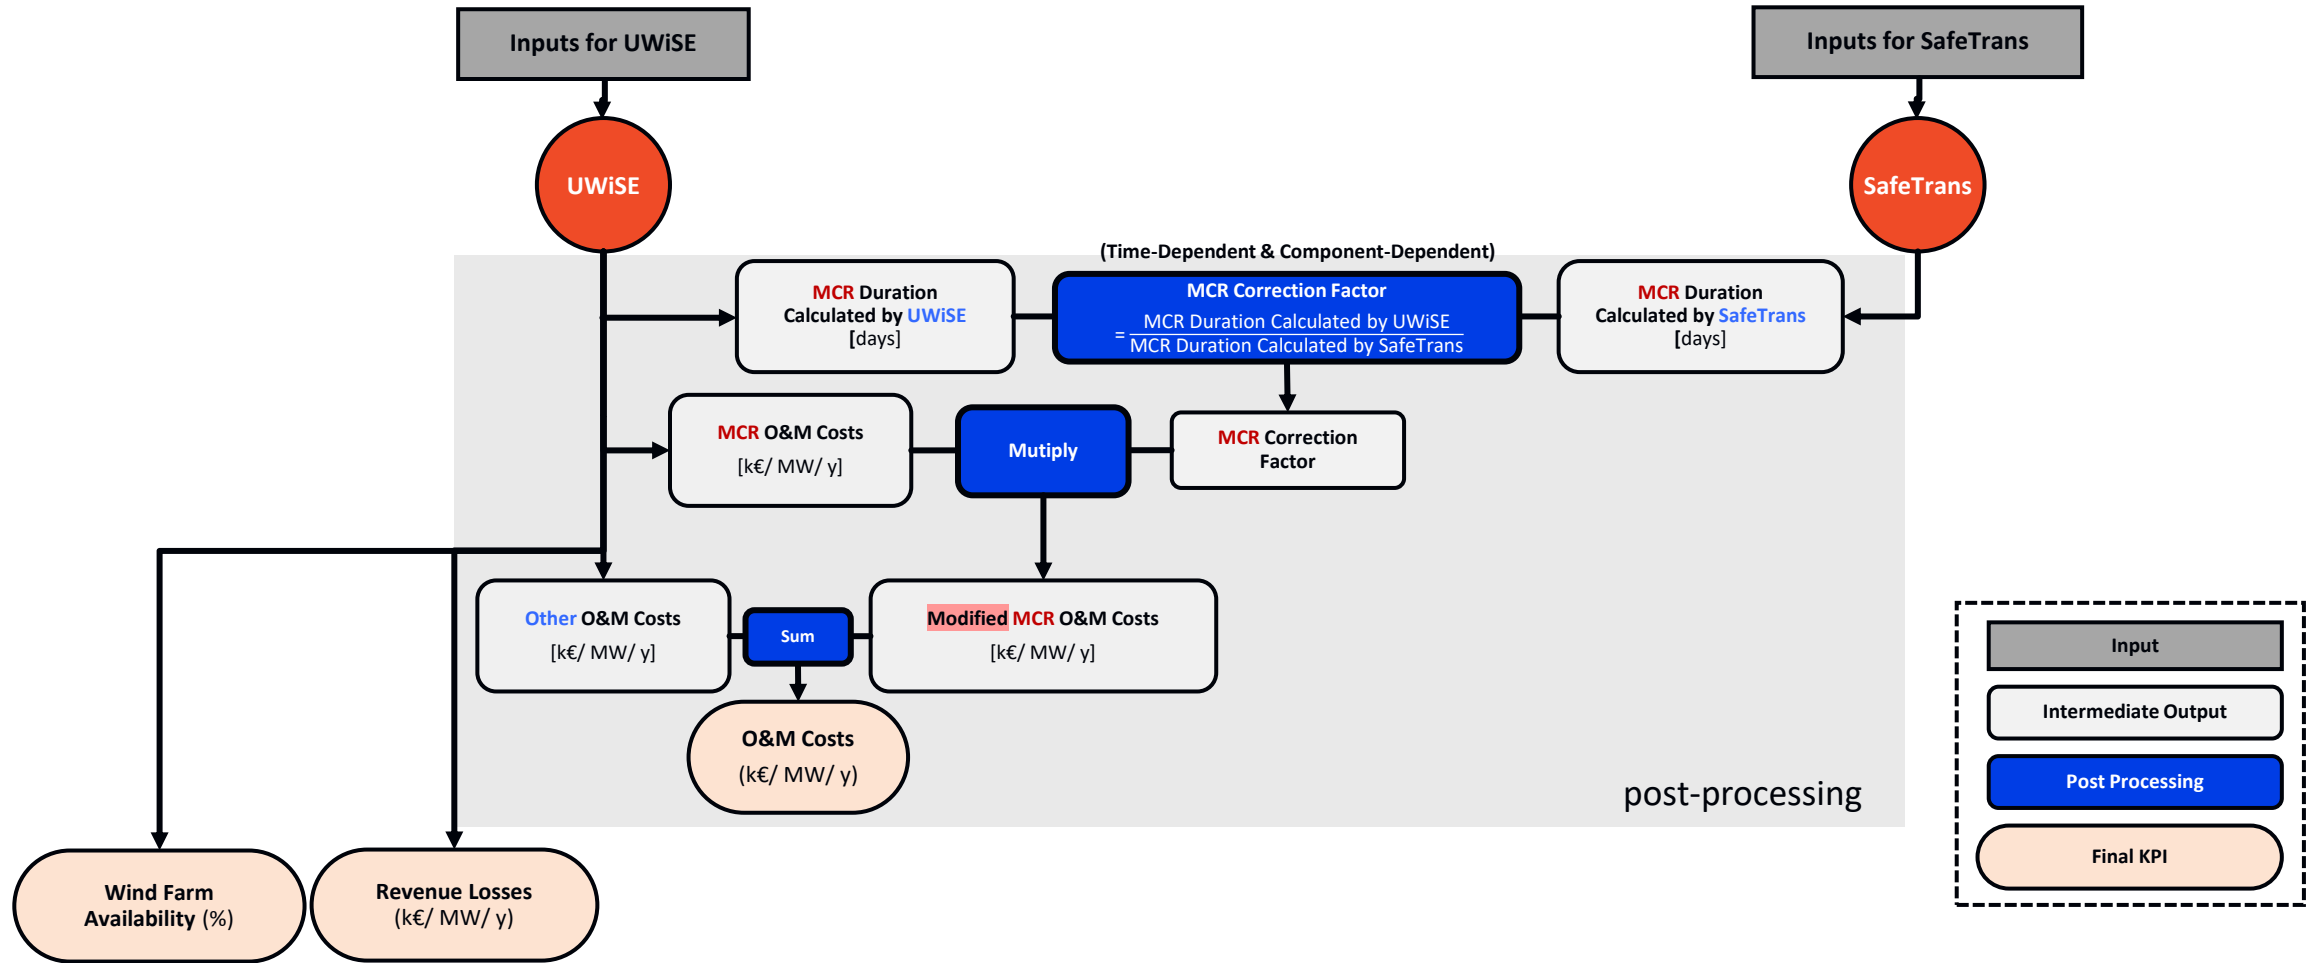 Inputs for UWiSE
Inputs for SafeTrans
UWiSE
SafeTrans
(Time-Dependent & Component-Dependent)
MCR Duration
Calculated by UWiSE
[days]
MCR Correction Factor
= MCR Duration Calculated by UWiSE
MCR Duration Calculated by SafeTrans
MCR Duration
Calculated by SafeTrans
[days]
MCR O&M Costs
[k€/ MW/ y]
Mutiply
MCR Correction
Factor
Other O&M Costs
[k€/ MW/ y]
Sum
Modified MCR O&M Costs
[k€/ MW/ y]
O&M Costs
(k€/ MW/ y)
post-processing
Wind Farm
Availability (%)
Revenue Losses
(k€/ MW/ y)
Input
Intermediate Output
Post Processing
Final KPI